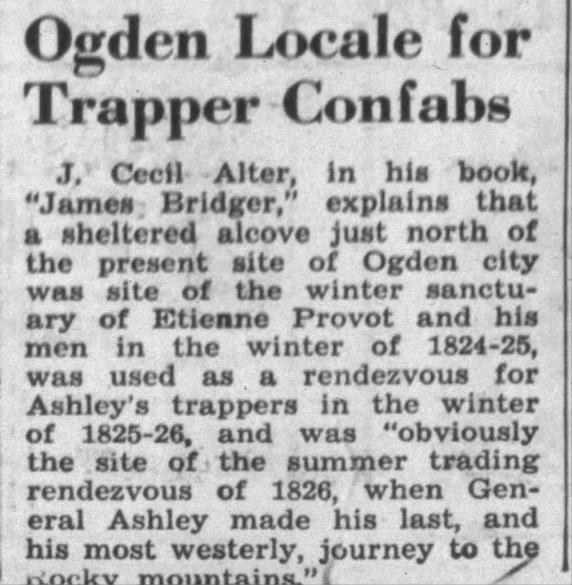 Ogden Locale for
Trapper Confabs
J. Cecil Alter, in his book,
"James Bridger," explains that
a sheltered alcove just north of
the present site of Ogden city
was site of the winter sanctu-
ary of Etienne Provot and his
men in the winter of 1824-25,
was used as a rendezvous for
Ashley's trappers in the winter
of 1825-26, and was "obviously
the site of the summer trading
rendezvous of 1826, when Gen-
eral Ashley made his last, and
his most westerly, journey to the
Rocky mountains."